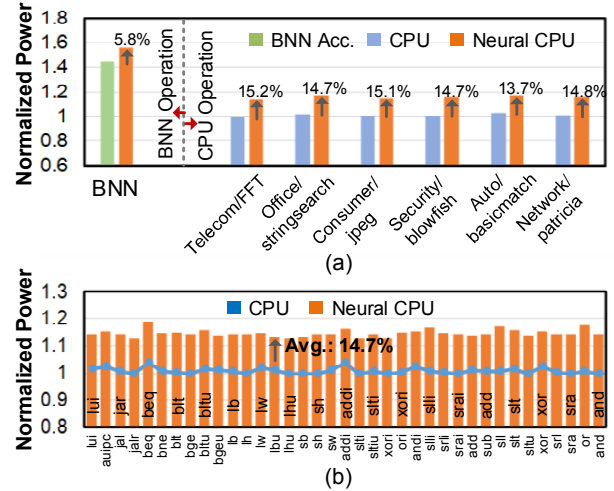 Normalized Power
1.8
1.6
1.4
1.2
1
0.8
0.6
BNN Acc. CPU Neural CPU
5.8%
BNN Operation
CPU Operation
15.2% 14.7% 15.1% 14.7% 13.7% 14.8%
BNN
Telecom/FFT
Office/
stringsearch
Consumer/
jpeg
Security/
blowfish
Auto/
basicmatch
Network/
patricia
(a)
Normalized Power
1.3
1.2
1.1
1
0.9
0.8
CPU Neural CPU
Avg.: 14.7%
lui jar beq blt bltu lb lw lhu sh addi stti xori slli srai add slt xor sra and
lui auipc jal jalr beq bne blt bge bltu bgeu lb lh lw lbu lhu sb sh sw addi slti sltiu xori ori andi slli srli srai add sub sll slt sltu xor srl sra or and
(b)